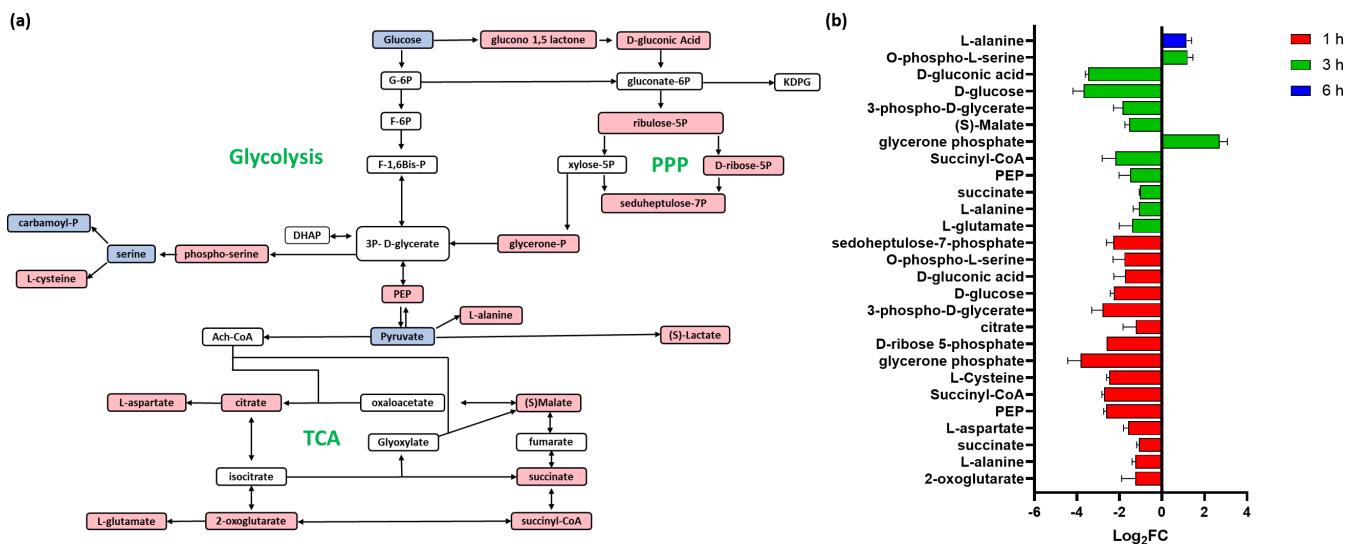 (a)
Glucose
glucono 1,5 lactone
D-gluconic Acid
G-6P
gluconate-6P
KDPG
F-6P
ribulose-5P
Glycolysis
F-1,6Bis-P
xylose-5P
PPP
D-ribose-5P
seduheptulose-7P
carbamoyl-P
DHAP
3P- D-glycerate
glycerone-P
serine
phospho-serine
L-cysteine
PEP
L-alanine
Ach-CoA
Pyruvate
(S)-Lactate
L-aspartate
citrate
oxaloacetate
(S)Malate
TCA
Glyoxylate
fumarate
isocitrate
succinate
L-glutamate
2-oxoglutarate
succinyl-CoA
(b)
L-alanine
O-phospho-L-serine
D-gluconic acid
D-glucose
3-phospho-D-glycerate
(S)-Malate
glycerone phosphate
Succinyl-CoA
PEP
succinate
L-alanine
L-glutamate
sedoheptulose-7-phosphate
O-phospho-L-serine
D-gluconic acid
D-glucose
3-phospho-D-glycerate
citrate
D-ribose 5-phosphate
glycerone phosphate
L-Cysteine
Succinyl-CoA
PEP
L-aspartate
succinate
L-alanine
2-oxoglutarate
-6 -4 -2 0 2 4
Log2FC
1 h
3 h
6 h